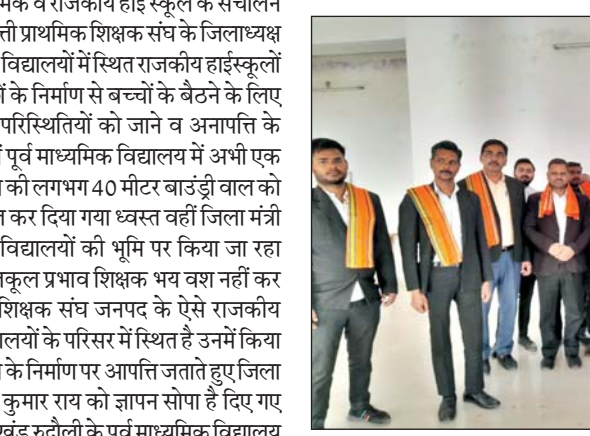 व राजकीय हाई स्कूल के संचालन
प्राथमिक शिक्षक संघ के जिलाध्यक्ष
विद्यालयों में स्थित राजकीय हाईस्कूलों
के निर्माण से बच्चों के बैठने के लिए
परिस्थितियों को जाने व अनापत्ति के
पूर्व माध्यमिक विद्यालय में अभी एक
की लगभग 40 मीटर बाउंड्री वाल को
कर दिया गया ध्वस्त वहीं जिला मंत्री
विद्यालयों की भूमि पर किया जा रहा
प्रभाव शिक्षक भय वश नहीं कर
शिक्षक संघ जनपद के ऐसे राजकीय
के परिसर में स्थित है उनमें किया
के निर्माण पर आपत्ति जताते हुए जिला
कुमार राय को ज्ञापन सोपा है दिए गए
रुदौली के पूर्व माध्यमिक विद्यालय